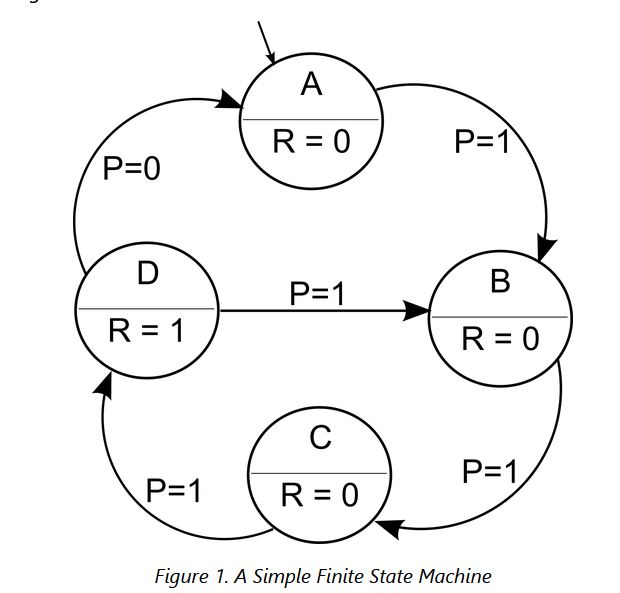 A
R = 0
P=1
P=0
D
R = 1
P=1
B
R = 0
C
R = 0
P=1
P=1
Figure 1. A Simple Finite State Machine